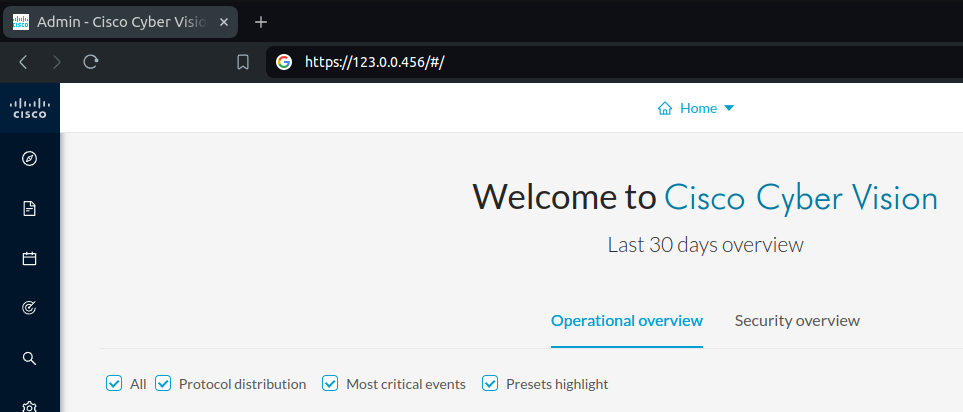 Admin - Cisco Cyber Visio
https://123.0.0.456/#/
CISCO
Home
Welcome to Cisco Cyber Vision
Last 30 days overview
Operational overview Security overview
All Protocol distribution Most critical events Presets highlight